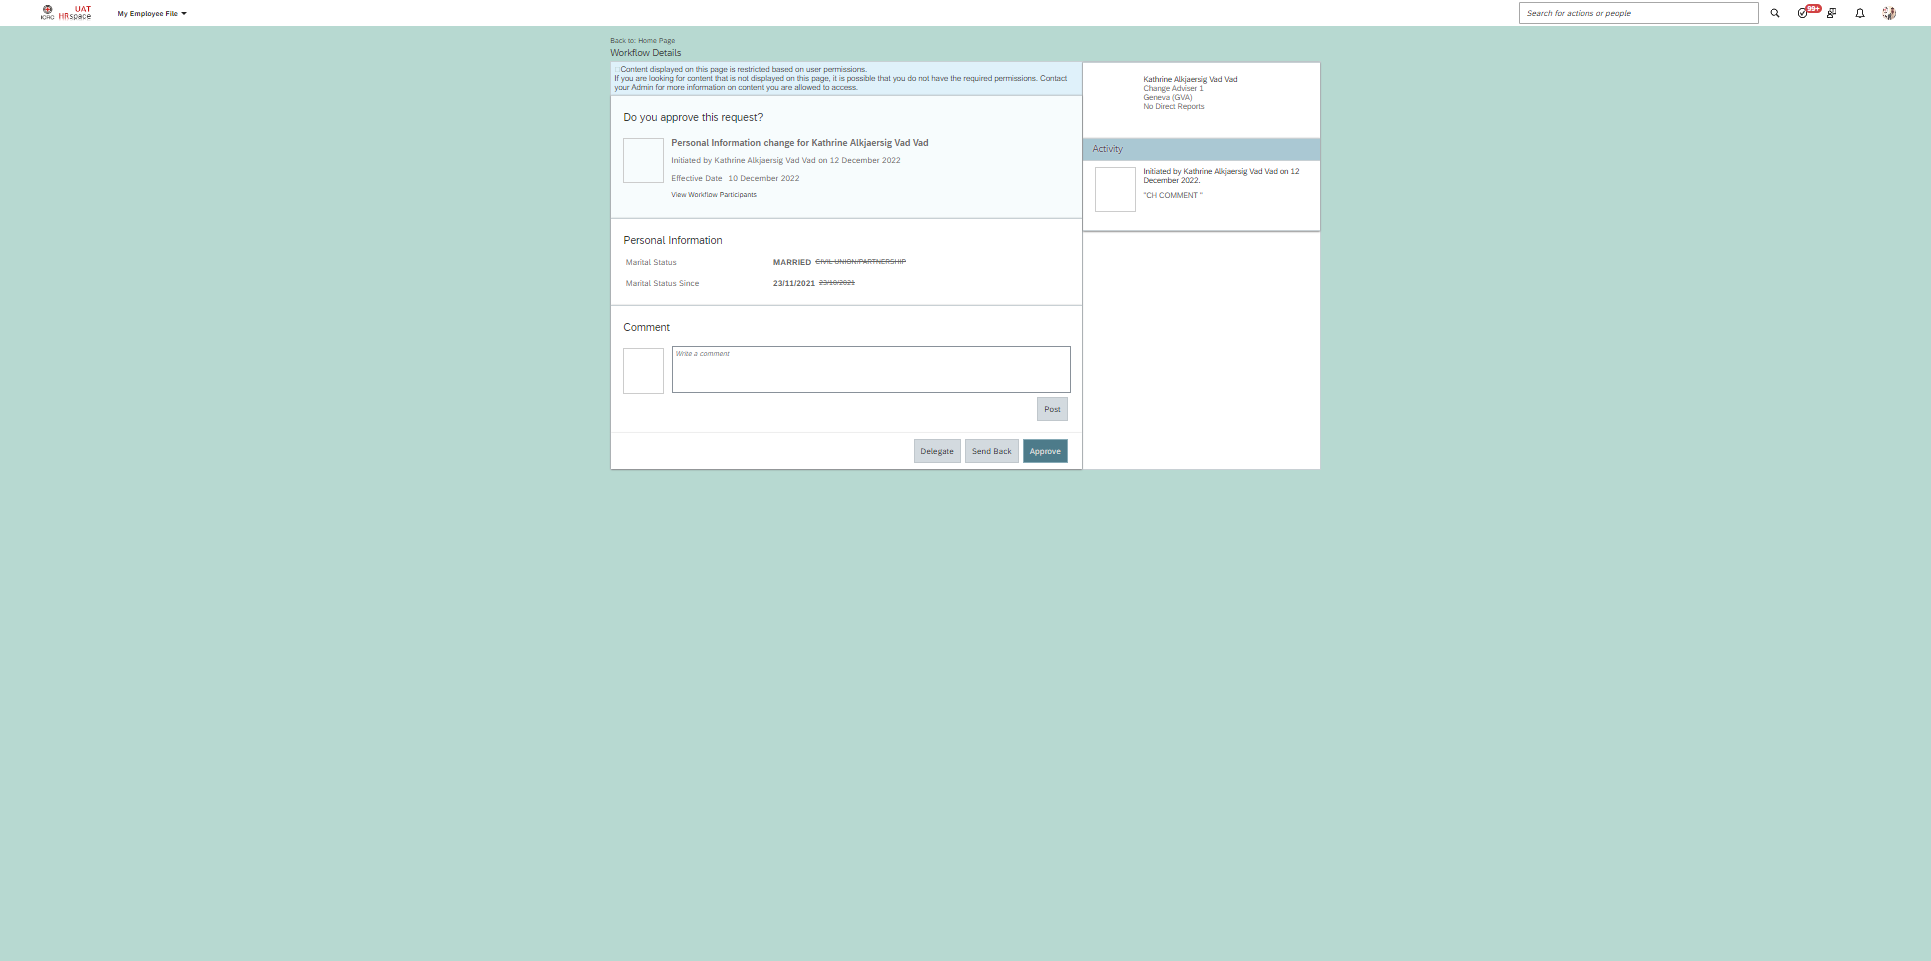 ICRC
UAT
HRspace
My Employee File
Search for actions or people
99+
Back to: Home Page
Workflow Details
Content displayed on this page is restricted based on user permissions.
If you are looking for content that is not displayed on this page, it is possible that you do not have the required permissions. Contact
your Admin for more information on content you are allowed to access.
Do you approve this request?
Personal Information change for Kathrine Alkjaersig Vad Vad
Initiated by Kathrine Alkjaersig Vad Vad on 12 December 2022
Effective Date 10 December 2022
View Workflow Participants
Personal Information
Marital Status MARRIED CIVIL UNION/PARTNERSHIP
Marital Status Since 23/11/2021 23/10/2021
Comment
Write a comment
Post
Delegate Send Back Approve
Kathrine Alkjaersig Vad Vad
Change Adviser 1
Geneva (GVA)
No Direct Reports
Activity
Initiated by Kathrine Alkjaersig Vad Vad on 12
December 2022.
"CH COMMENT "